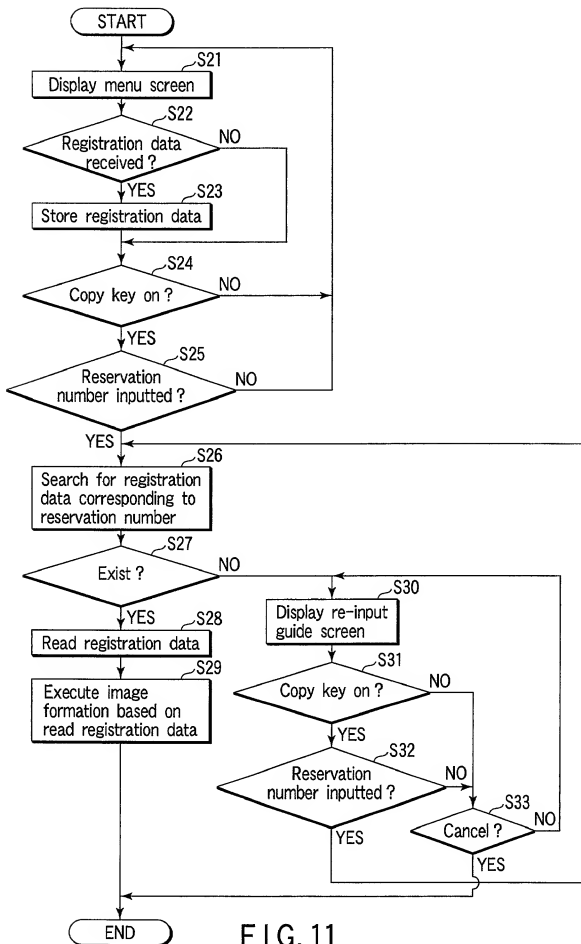 START
S21
Display menu screen
S22
Registration data
received ?
NO
YES
S23
Store registration data
S24
Copy key on ?
NO
YES
S25
Reservation
number inputted ?
NO
YES
S26
Search for registration
data corresponding to
reservation number
S27
Exist ?
NO
YES
S28
Read registration data
S29
Execute image
formation based on
read registration data
S30
Display re-input
guide screen
S31
Copy key on ?
NO
YES
S32
Reservation
number inputted ?
NO
YES
S33
Cancel ?
NO
YES
END
FIG. 11